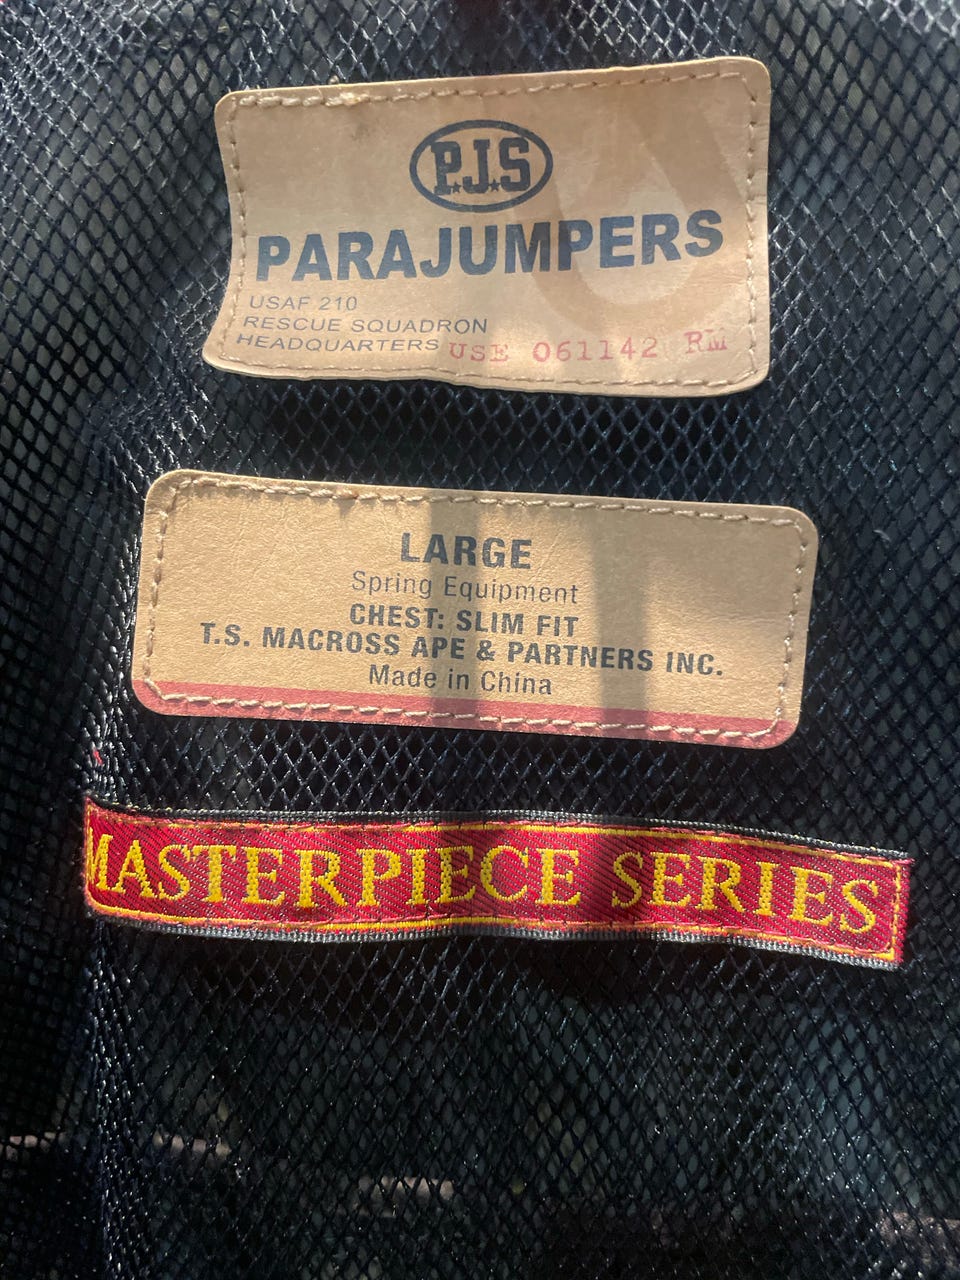 P.J.S
PARAJUMPERS
USAF 210
RESCUE SQUADRON
HEADQUARTERS USE 061142 RM
LARGE
Spring Equipment
CHEST: SLIM FIT
T.S. MACROSS APE & PARTNERS INC.
Made in China
MASTERPIECE SERIES